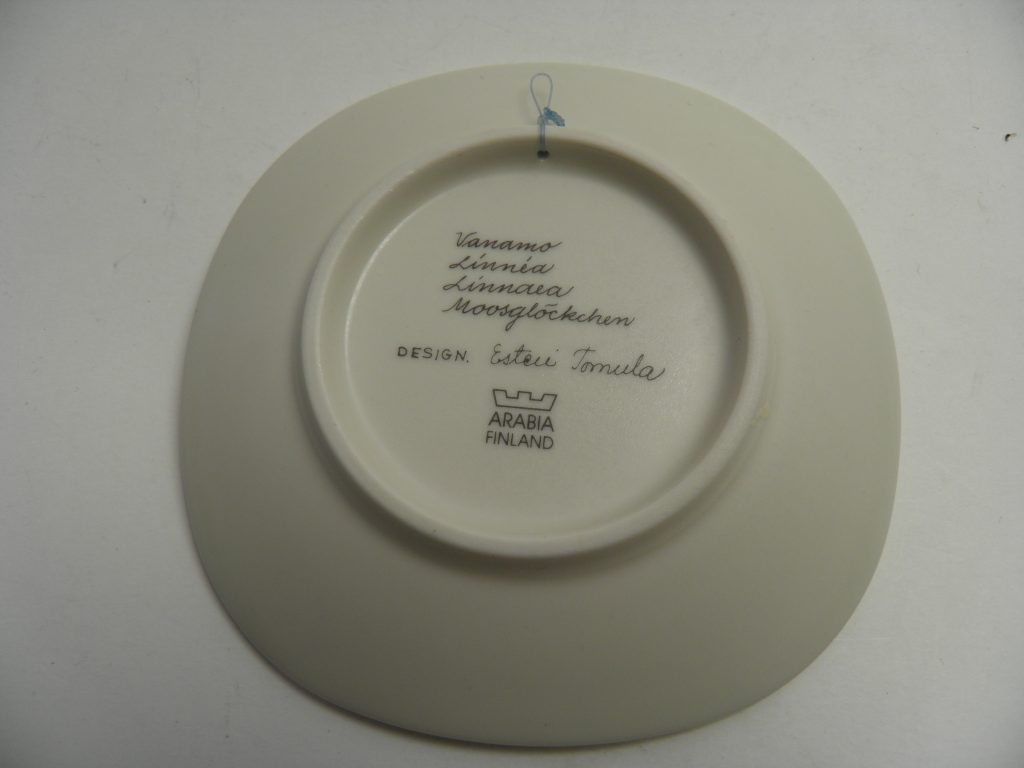 Vanamo
Linnéa
Linnaea
Moosglöckchen
DESIGN. Esteri Tomula
ARABIA
FINLAND